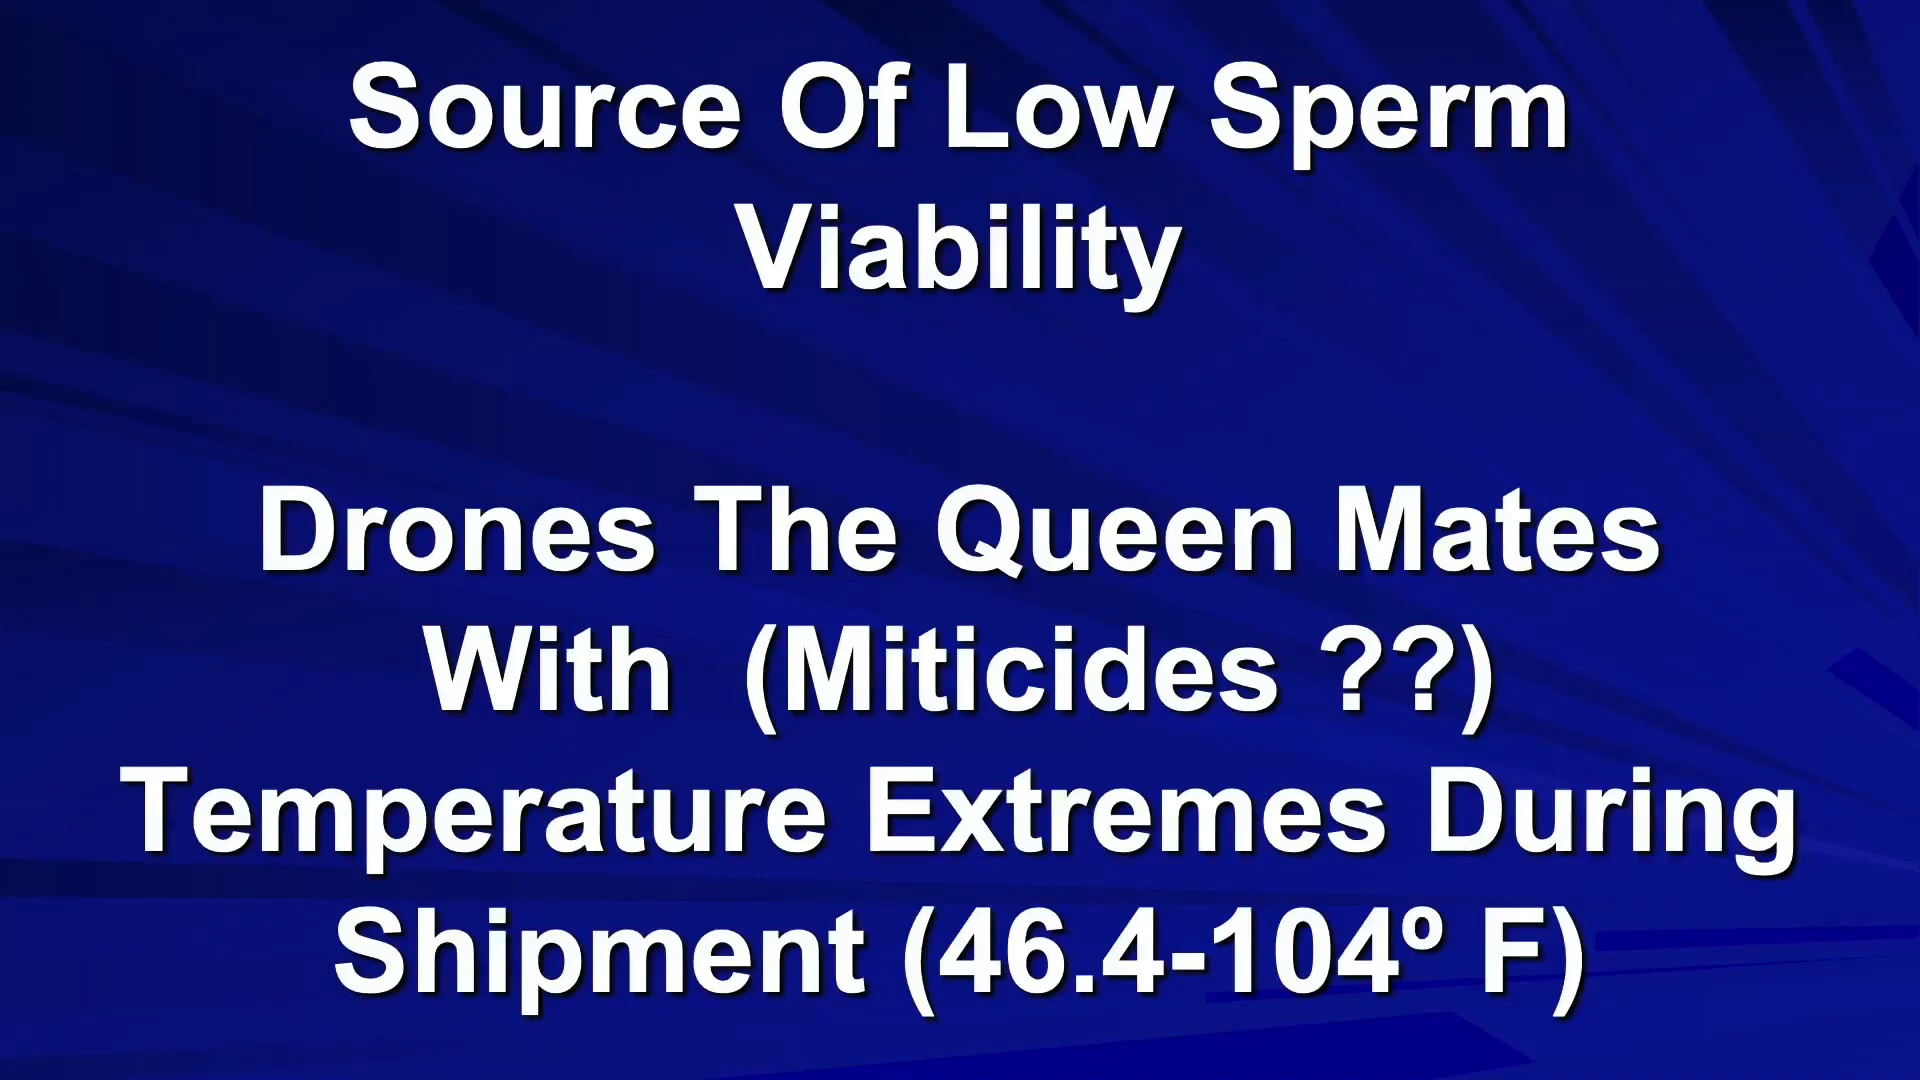 Source Of Low Sperm
Viability
Drones The Queen Mates
With (Miticides ??)
Temperature Extremes During
Shipment (46.4-104º F)